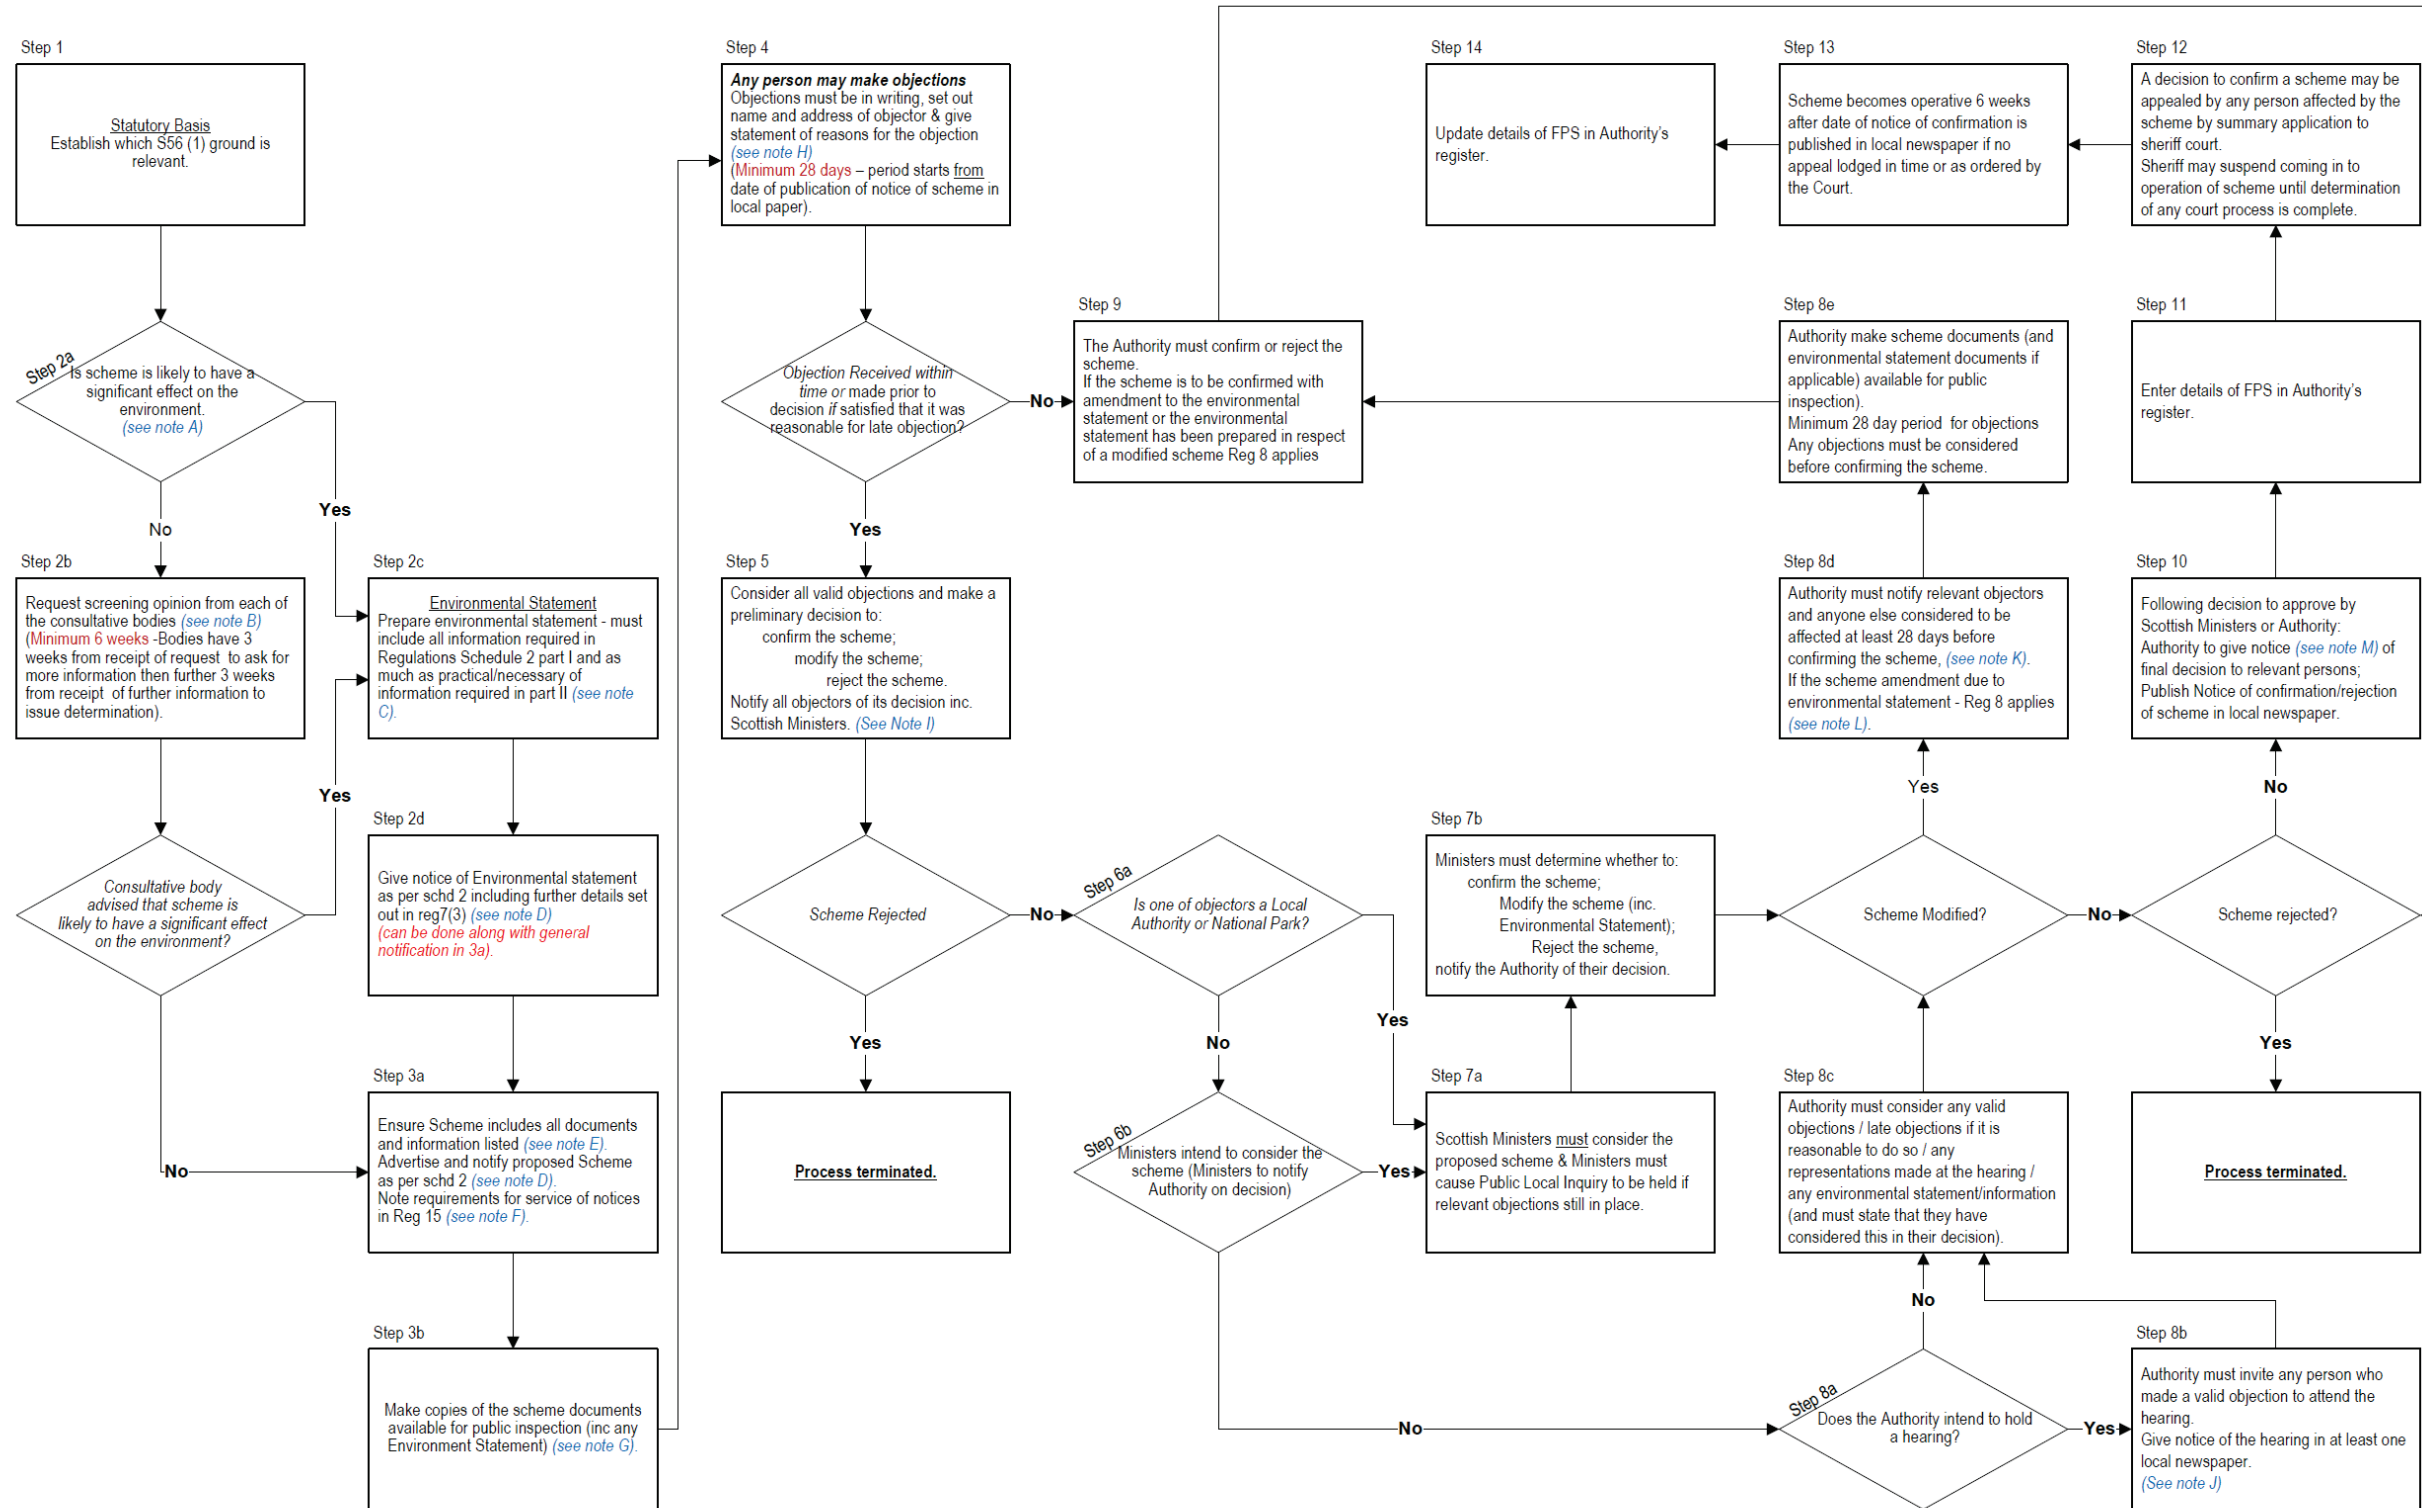 Step 1
Statutory Basis
Establish which S56 (1) ground is
relevant.
Step 2a
Is scheme is likely to have a
significant effect on the
environment.
(see note A)
Yes
No
Step 2b
Request screening opinion from each of
the consultative bodies (see note B)
(Minimum 6 weeks -Bodies have 3
weeks from receipt of request to ask for
more information then further 3 weeks
from receipt of further information to
issue determination).
Consultative body
advised that scheme is
likely to have a significant effect
on the environment?
Yes
No
Step 2c
Environmental Statement
Prepare environmental statement - must
include all information required in
Regulations Schedule 2 part I and as
much as practical/necessary of
information required in part II (see note
C).
Step 2d
Give notice of Environmental statement
as per schd 2 including further details set
out in reg7(3) (see note D)
(can be done along with general
notification in 3a).
Step 3a
Ensure Scheme includes all documents
and information listed (see note E).
Advertise and notify proposed Scheme
as per schd 2 (see note D).
Note requirements for service of notices
in Reg 15 (see note F).
Step 3b
Make copies of the scheme documents
available for public inspection (inc any
Environment Statement) (see note G).
Step 4
Any person may make objections
Objections must be in writing, set out
name and address of objector & give
statement of reasons for the objection
(see note H)
(Minimum 28 days – period starts from
date of publication of notice of scheme in
local paper).
Objection Received within
time or made prior to
decision if satisfied that it was
reasonable for late objection?
No
Yes
Step 5
Consider all valid objections and make a
preliminary decision to:
confirm the scheme;
modify the scheme;
reject the scheme.
Notify all objectors of its decision inc.
Scottish Ministers. (See Note I)
Scheme Rejected
No
Yes
Process terminated.
Step 6a
Is one of objectors a Local
Authority or National Park?
Yes
No
Step 6b
Ministers intend to consider the
scheme (Ministers to notify
Authority on decision)
Yes
No
Step 7a
Scottish Ministers must consider the
proposed scheme & Ministers must
cause Public Local Inquiry to be held if
relevant objections still in place.
Step 7b
Ministers must determine whether to:
confirm the scheme;
Modify the scheme (inc.
Environmental Statement);
Reject the scheme,
notify the Authority of their decision.
Step 8a
Does the Authority intend to hold
a hearing?
Yes
No
Step 8b
Authority must invite any person who
made a valid objection to attend the
hearing.
Give notice of the hearing in at least one
local newspaper.
(See note J)
Step 8c
Authority must consider any valid
objections / late objections if it is
reasonable to do so / any
representations made at the hearing /
any environmental statement/information
(and must state that they have
considered this in their decision).
Scheme Modified?
Yes
No
Step 8d
Authority must notify relevant objectors
and anyone else considered to be
affected at least 28 days before
confirming the scheme, (see note K).
If the scheme amendment due to
environmental statement - Reg 8 applies
(see note L).
Step 8e
Authority make scheme documents (and
environmental statement documents if
applicable) available for public
inspection).
Minimum 28 day period for objections
Any objections must be considered
before confirming the scheme.
Step 9
The Authority must confirm or reject the
scheme.
If the scheme is to be confirmed with
amendment to the environmental
statement or the environmental
statement has been prepared in respect
of a modified scheme Reg 8 applies
Scheme rejected?
No
Yes
Process terminated.
Step 10
Following decision to approve by
Scottish Ministers or Authority:
Authority to give notice (see note M) of
final decision to relevant persons;
Publish Notice of confirmation/rejection
of scheme in local newspaper.
Step 11
Enter details of FPS in Authority's
register.
Step 12
A decision to confirm a scheme may be
appealed by any person affected by the
scheme by summary application to
sheriff court.
Sheriff may suspend coming in to
operation of scheme until determination
of any court process is complete.
Step 13
Scheme becomes operative 6 weeks
after date of notice of confirmation is
published in local newspaper if no
appeal lodged in time or as ordered by
the Court.
Step 14
Update details of FPS in Authority's
register.